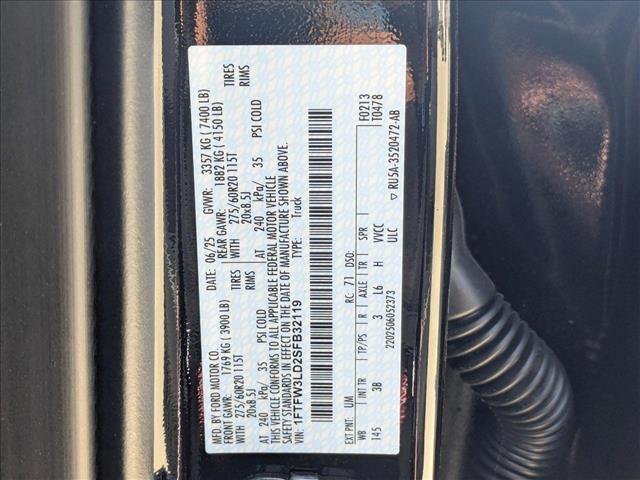 MFD. BY FORD MOTOR CO. DATE: 06/25 GVWR: 3357 KG ( 7400 LB)
FRONT GAWR: 1769 KG ( 3900 LB) REAR GAWR: 1882 KG ( 4150 LB)
WITH 275/60R20 115T WITH 275/60R20 115T TIRES
20x8.5J 20x8.5J RIMS
AT 240 kPa/ 35 PSI COLD AT 240 kPa/ 35 PSI COLD
THIS VEHICLE CONFORMS TO ALL APPLICABLE FEDERAL MOTOR VEHICLE
SAFETY STANDARDS IN EFFECT ON THE DATE OF MANUFACTURE SHOWN ABOVE.
VIN: 1FTFW3LD2SFB32119 TYPE: Truck
TIRES
RIMS
F0213
T0478
EXT PNT: UM RC: 71 DSO:
WB INT TR TP/PS R AXLE TR SPR
145 3B 3 L6 H VVCC
ULC
2202506052373
▽ RU5A-3520472-AB